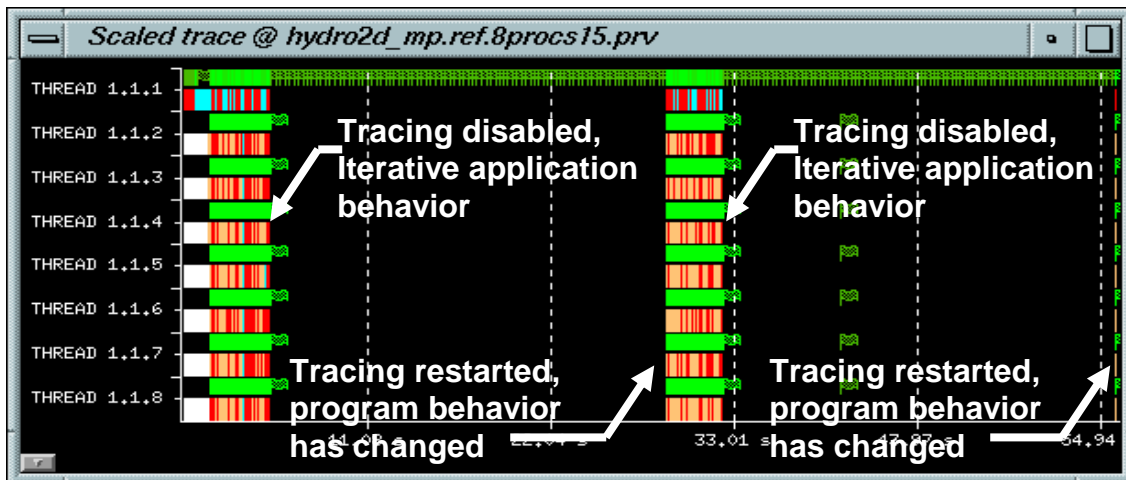 Scaled trace @ hydro2d_mp.ref.8procs15.prv
THREAD 1.1.1
THREAD 1.1.2
THREAD 1.1.3
THREAD 1.1.4
THREAD 1.1.5
THREAD 1.1.6
THREAD 1.1.7
THREAD 1.1.8
Tracing disabled,
Iterative application
behavior
Tracing disabled,
Iterative application
behavior
Tracing restarted,
program behavior
has changed
Tracing restarted,
program behavior
has changed
33.01 s
54.94